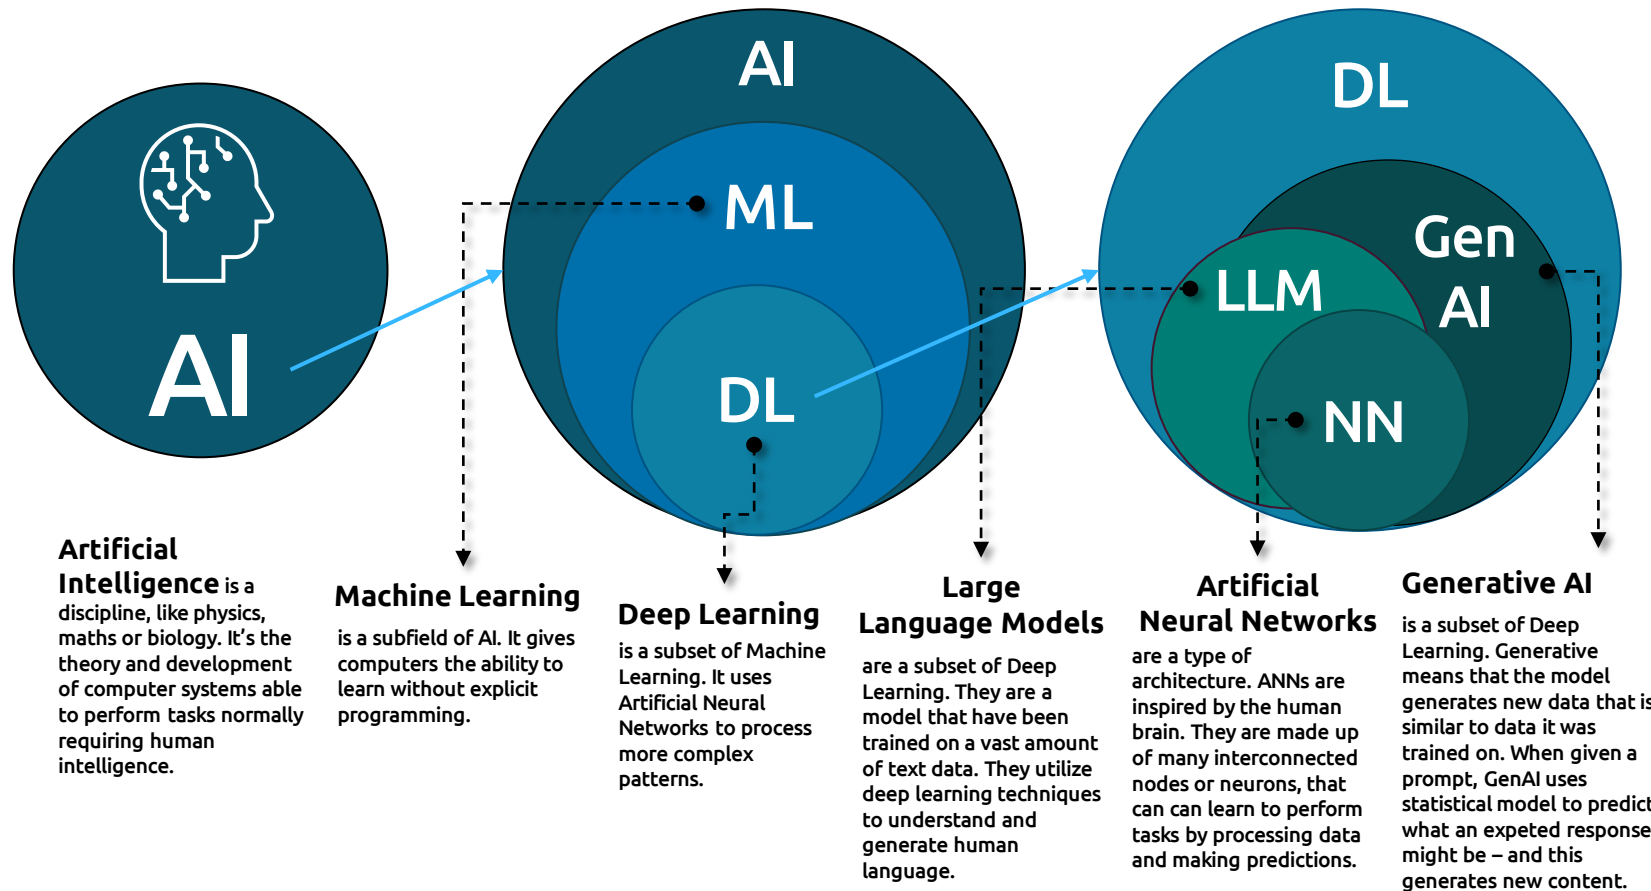 AI
AI
ML
DL
DL
Gen
AI
LLM
NN
Artificial
Intelligence is a
discipline, like physics,
maths or biology. It's the
theory and development
of computer systems able
to perform tasks normally
requiring human
intelligence.
Machine Learning
is a subfield of AI. It gives
computers the ability to
learn without explicit
programming.
Deep Learning
is a subset of Machine
Learning. It uses
Artificial Neural
Networks to process
more complex
patterns.
Large
Language Models
are a subset of Deep
Learning. They are a
model that have been
trained on a vast amount
of text data. They utilize
deep learning techniques
to understand and
generate human
language.
Artificial
Neural Networks
are a type of
architecture. ANNs are
inspired by the human
brain. They are made up
of many interconnected
nodes or neurons, that
can can learn to perform
tasks by processing data
and making predictions.
Generative AI
is a subset of Deep
Learning. Generative
means that the model
generates new data that is
similar to data it was
trained on. When given a
prompt, GenAI uses
statistical model to predict
what an expeted response
might be – and this
generates new content.